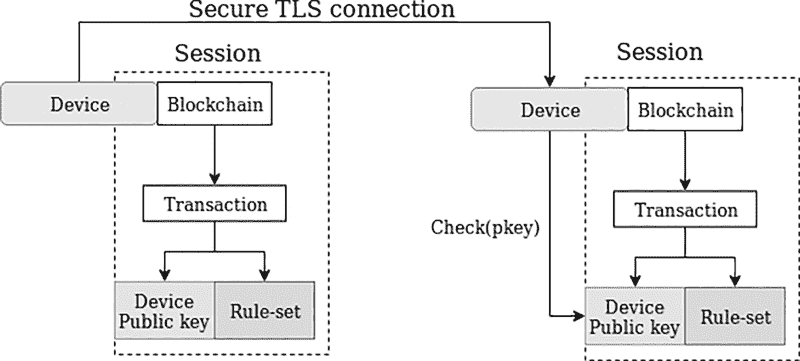 Secure TLS connection
Session
Device
Blockchain
Transaction
Device
Public key
Rule-set
Session
Device
Blockchain
Transaction
Check(pkey)
Device
Public key
Rule-set